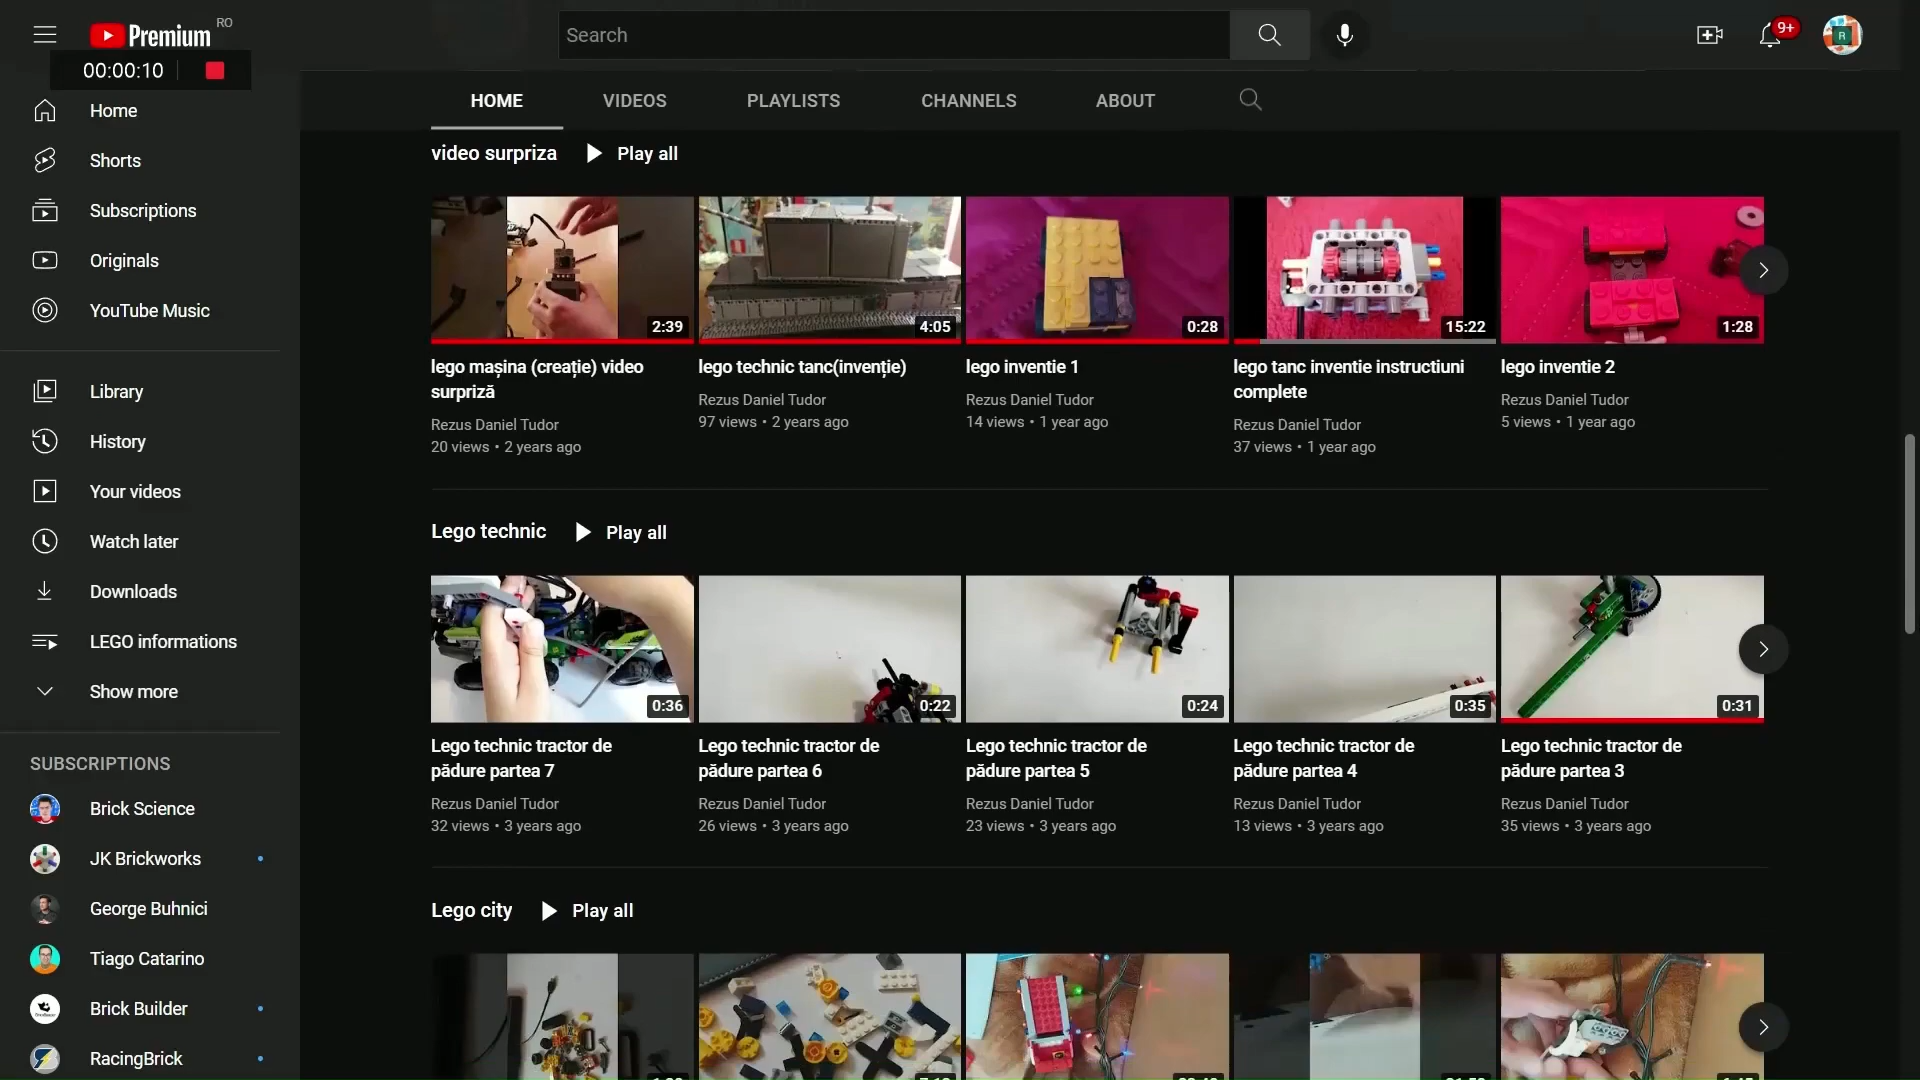 Premium RO
Search
9+
R
00:00:10
Home
Shorts
Subscriptions
Originals
YouTube Music
Library
History
Your videos
Watch later
Downloads
LEGO informations
Show more
SUBSCRIPTIONS
Brick Science
JK Brickworks
George Buhnici
Tiago Catarino
Brick Builder
RacingBrick
HOME VIDEOS PLAYLISTS CHANNELS ABOUT
video surpriza Play all
2:39
4:05
0:28
15:22
1:28
lego mașina (creație) video
surpriză
Rezus Daniel Tudor
20 views • 2 years ago
lego technic tanc(invenție)
Rezus Daniel Tudor
97 views • 2 years ago
lego inventie 1
Rezus Daniel Tudor
14 views • 1 year ago
lego tanc inventie instructiuni
complete
Rezus Daniel Tudor
37 views • 1 year ago
lego inventie 2
Rezus Daniel Tudor
5 views • 1 year ago
Lego technic Play all
0:36
0:22
0:24
0:35
0:31
Lego technic tractor de
pădure partea 7
Rezus Daniel Tudor
32 views • 3 years ago
Lego technic tractor de
pădure partea 6
Rezus Daniel Tudor
26 views • 3 years ago
Lego technic tractor de
pădure partea 5
Rezus Daniel Tudor
23 views • 3 years ago
Lego technic tractor de
pădure partea 4
Rezus Daniel Tudor
13 views • 3 years ago
Lego technic tractor de
pădure partea 3
Rezus Daniel Tudor
35 views • 3 years ago
Lego city Play all